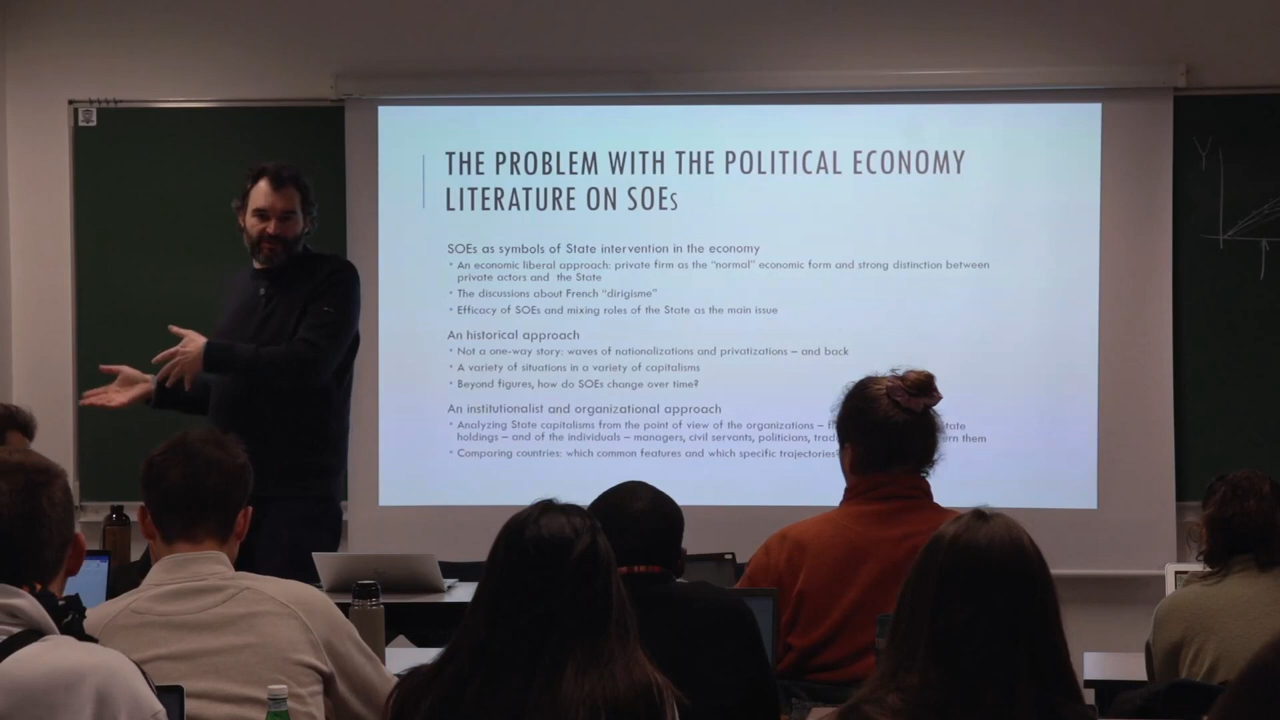 THE PROBLEM WITH THE POLITICAL ECONOMY
LITERATURE ON SOEs
SOEs as symbols of State intervention in the economy
• An economic liberal approach: private firm as the “normal” economic form and strong distinction between
private actors and the State
• The discussions about French “dirigisme”
• Efficacy of SOEs and mixing roles of the State as the main issue
An historical approach
• Not a one-way story: waves of nationalizations and privatizations – and back
• A variety of situations in a variety of capitalisms
• Beyond figures, how do SOEs change over time?
An institutionalist and organizational approach
• Analyzing State capitalisms from the point of view of the organizations –
holdings – and of the individuals – managers, civil servants, politicians, them
• Comparing countries: which common features and which specific trajectories?
Y